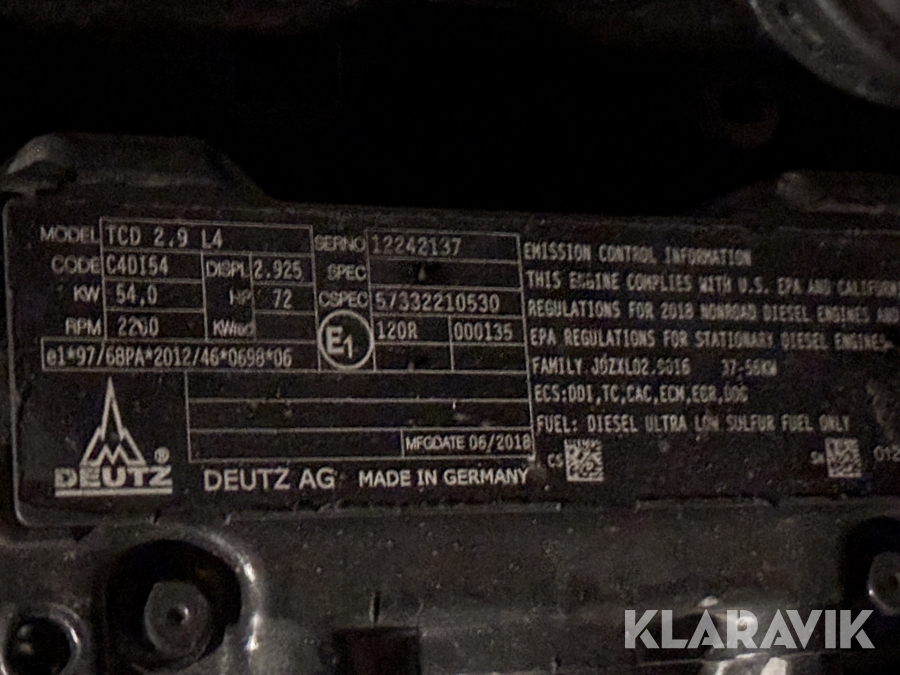 MODEL TCD 2.9 L4
CODE C4DI54 DISPL 2.925
KW 54,0 HP 72
RPM 2200 KWred
e1*97/68PA*2012/46*0698*06
SERNO 12242137
SPEC
CSPEC 57332210530
E1 120R 000135
MFGDATE 06/2018
DEUTZ®
DEUTZ AG MADE IN GERMANY
EMISSION CONTROL INFORMATION
THIS ENGINE COMPLIES WITH U.S. EPA AND CALIFORN
REGULATIONS FOR 2018 NONROAD DIESEL ENGINES AND
EPA REGULATIONS FOR STATIONARY DIESEL ENGINES
FAMILY 37-56KW
ECS:DDI,TC,CAC,ECM,EGR,DOC
FUEL: DIESEL ULTRA LOW SULFUR FUEL ONLY
CS SN 012
KLARAVIK